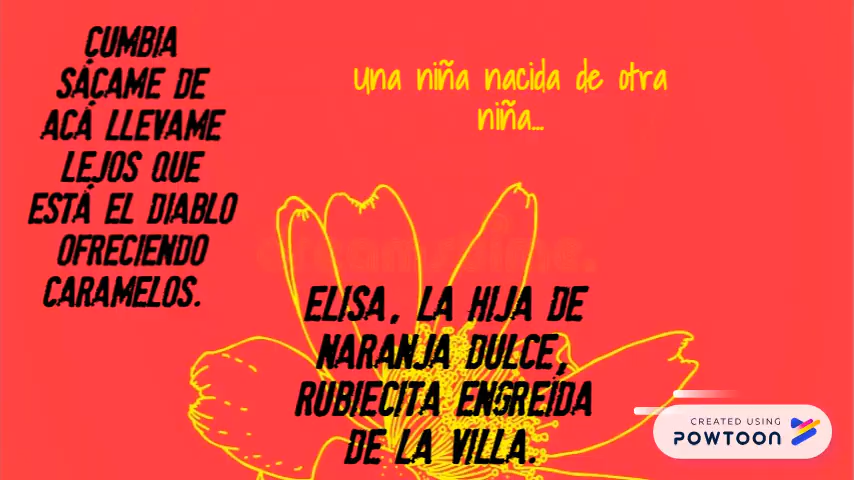 CUMBIA
SÁCAME DE
ACÁ LLEVAME
LEJOS QUE
ESTÁ EL DIABLO
OFRECIENDO
CARAMELOS.
Una niña nacida de otra
niña...
ELISA, LA HIJA DE
NARANJA DULCE,
RUBIECITA ENGREÍDA
DE LA VILLA.
CREATED USING
POWTOON